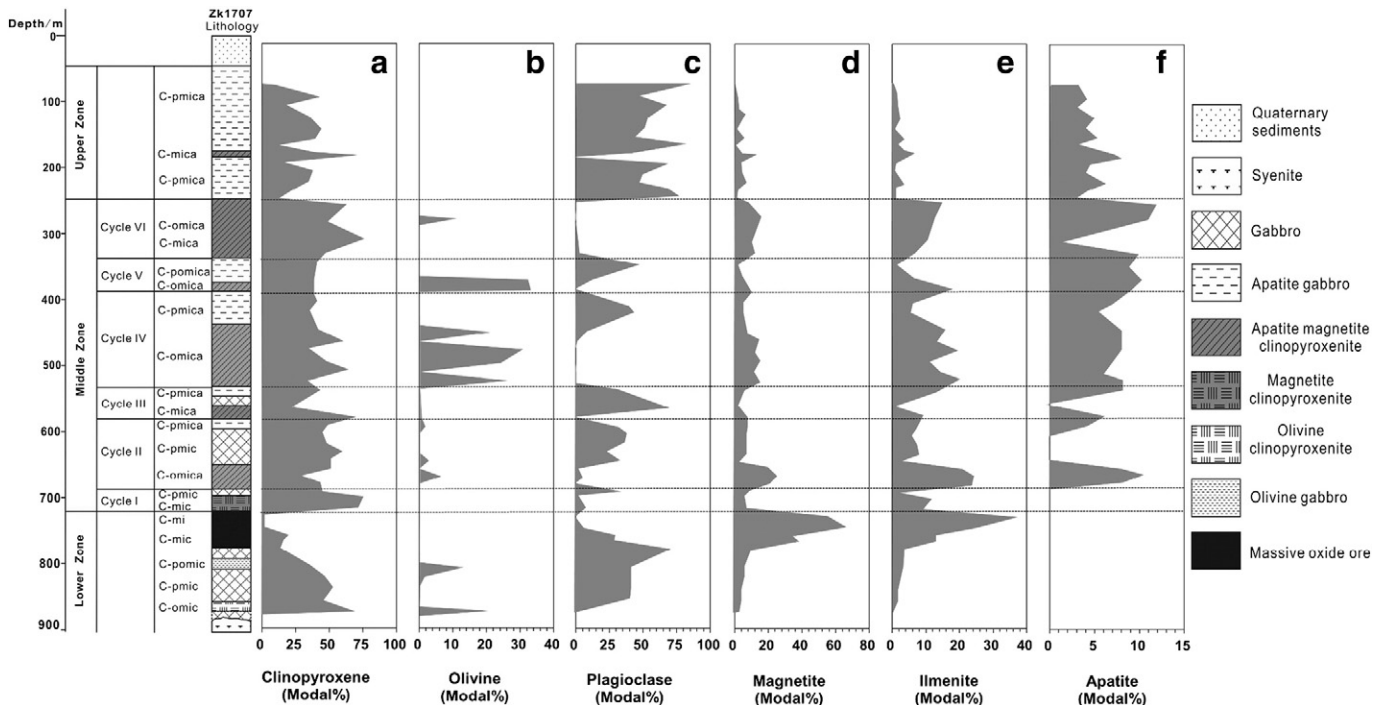 Zk1707
Depth/m
Lithology
a
b
c
d
e
f
0
100
200
300
400
500
600
700
800
900
Upper Zone
Middle Zone
Lower Zone
Cycle VI
Cycle V
Cycle IV
Cycle III
Cycle II
Cycle I
C-pmica
C-mica
C-pmica
C-omica
C-mica
C-pomica
C-omica
C-pmica
C-omica
C-pmica
C-mica
C-pmica
C-pmic
C-omica
C-pmic
C-mic
C-mi
C-mic
C-pomic
C-pmic
C-omic
0 25 50 75 100
0 10 20 30 40
0 25 50 75 100
0 20 40 60 80
0 10 20 30 40
0 5 10 15
Clinopyroxene
(Modal%)
Olivine
(Modal%)
Plagioclase
(Modal%)
Magnetite
(Modal%)
Ilmenite
(Modal%)
Apatite
(Modal%)
Quaternary
sediments
Syenite
Gabbro
Apatite gabbro
Apatite magnetite
clinopyroxenite
Magnetite
clinopyroxenite
Olivine
clinopyroxenite
Olivine gabbro
Massive oxide ore